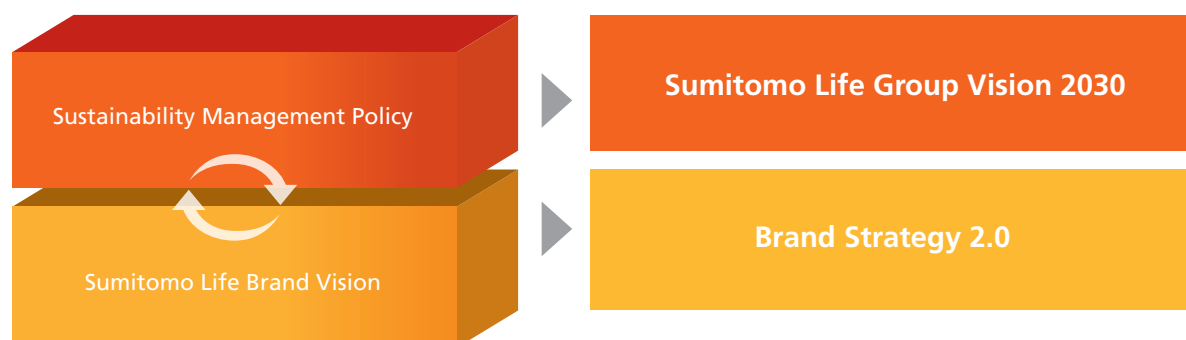 Sustainability Management Policy
Sumitomo Life Group Vision 2030
Sumitomo Life Brand Vision
Brand Strategy 2.0